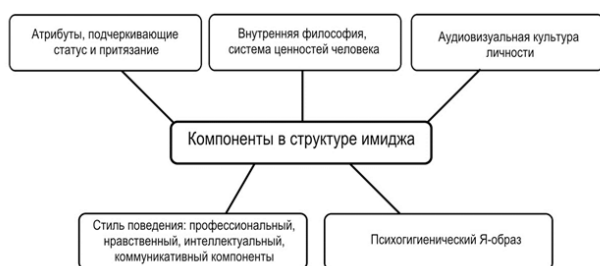 Атрибуты, подчеркивающие
статус и притязание
Внутренняя философия,
система ценностей человека
Аудиовизуальная культура
личности
Компоненты в структуре имиджа
Стиль поведения: профессиональный,
нравственный, интеллектуальный,
коммуникативный компоненты
Психогигиенический Я-образ